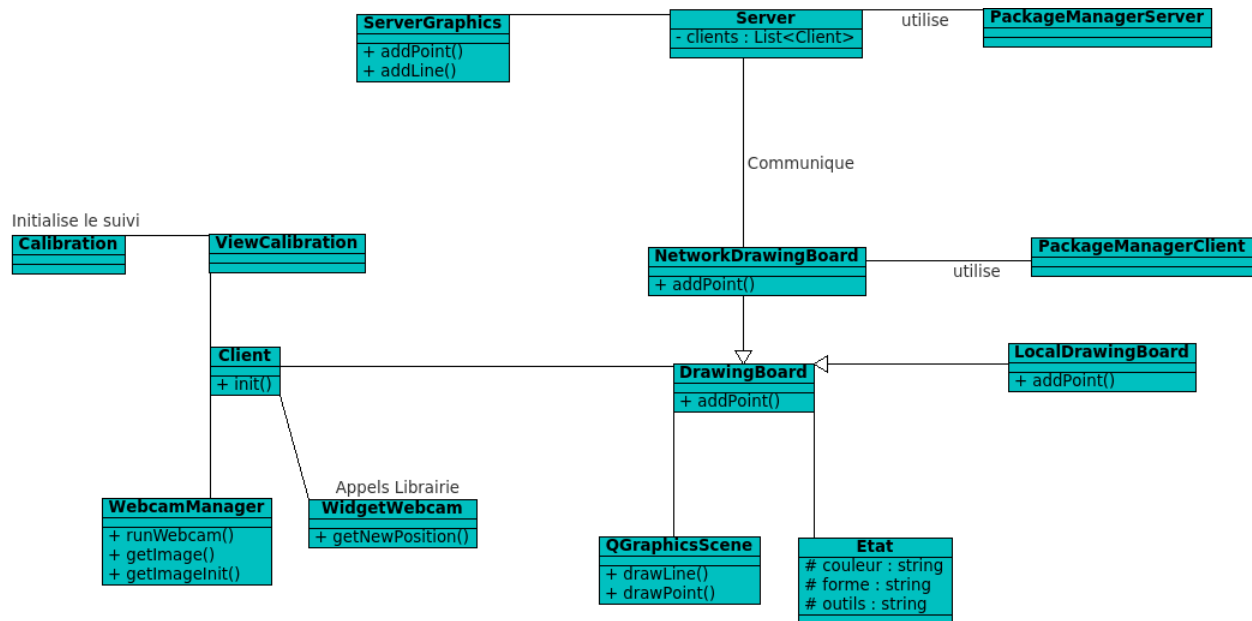 ServerGraphics
+ addPoint()
+ addLine()
Server
- clients : List<Client>
utilise
PackageManagerServer
Communique
Initialise le suivi
Calibration
ViewCalibration
NetworkDrawingBoard
+ addPoint()
utilise
PackageManagerClient
Client
+ init()
DrawingBoard
+ addPoint()
LocalDrawingBoard
+ addPoint()
WebcamManager
+ runWebcam()
+ getImage()
+ getImageInit()
Appels Librairie
WidgetWebcam
+ getNewPosition()
QGraphicsScene
+ drawLine()
+ drawPoint()
Etat
# couleur : string
# forme : string
# outils : string